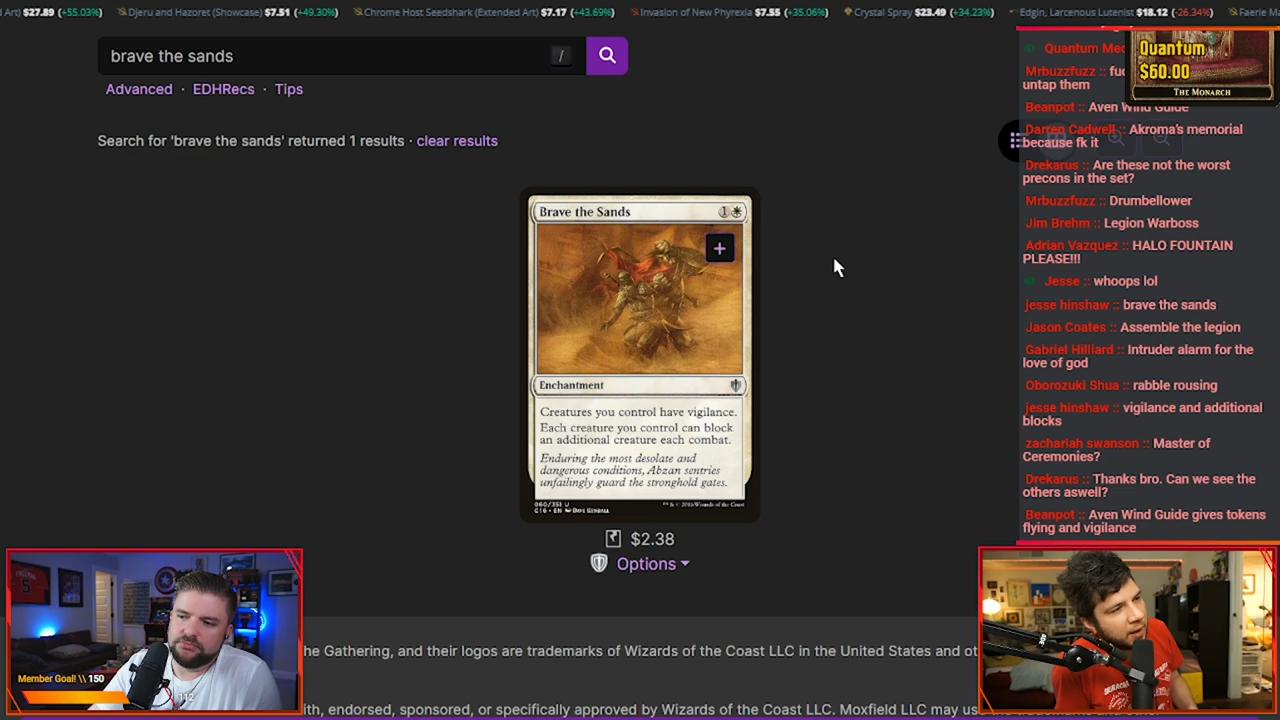 Art) $27.89 (+55.03%) Djeru and Hazoret (Showcase) $7.51 (+49.30%) Chrome Host Seedshark (Extended Art) $7.17 (+43.69%) Invasion of New Phyrexia $7.55 (+35.06%) Crystal Spray $23.49 (+34.23%) Edgin, Larcenous Lutenist $18.12 (-26.34%) Faerie
brave the sands /
Advanced · EDHRecs · Tips
Search for 'brave the sands' returned 1 results · clear results
Brave the Sands 1
+
Enchantment
Creatures you control have vigilance.
Each creature you control can block
an additional creature each combat.
Enduring the most desolate and
dangerous conditions, Abzan sentries
unfailingly guard the stronghold gates.
060/351 U
C16 • EN
$2.38
Options
he Gathering, and their logos are trademarks of Wizards of the Coast LLC in the United States and ot
ith, endorsed, sponsored, or specifically approved by Wizards of the Coast LLC. Moxfield LLC may use
Quantum
$60.00
The Monarch
Quantum Mec
Mrbuzzfuzz :: fuc
untap them
Beanpot :: Aven Wind Guide
Darren Cadwell :: Akroma's memorial
because fk it
Drekarus :: Are these not the worst
precons in the set?
Mrbuzzfuzz :: Drumbellower
Jim Brehm :: Legion Warboss
Adrian Vazquez :: HALO FOUNTAIN
PLEASE!!!
Jesse :: whoops lol
jesse hinshaw :: brave the sands
Jason Coates :: Assemble the legion
Gabriel Hilliard :: Intruder alarm for the
love of god
Oborozuki Shua :: rabble rousing
jesse hinshaw :: vigilance and additional
blocks
zachariah swanson :: Master of
Ceremonies?
Drekarus :: Thanks bro. Can we see the
others aswell?
Beanpot :: Aven Wind Guide gives tokens
flying and vigilance
Member Goal! \\ 150
112